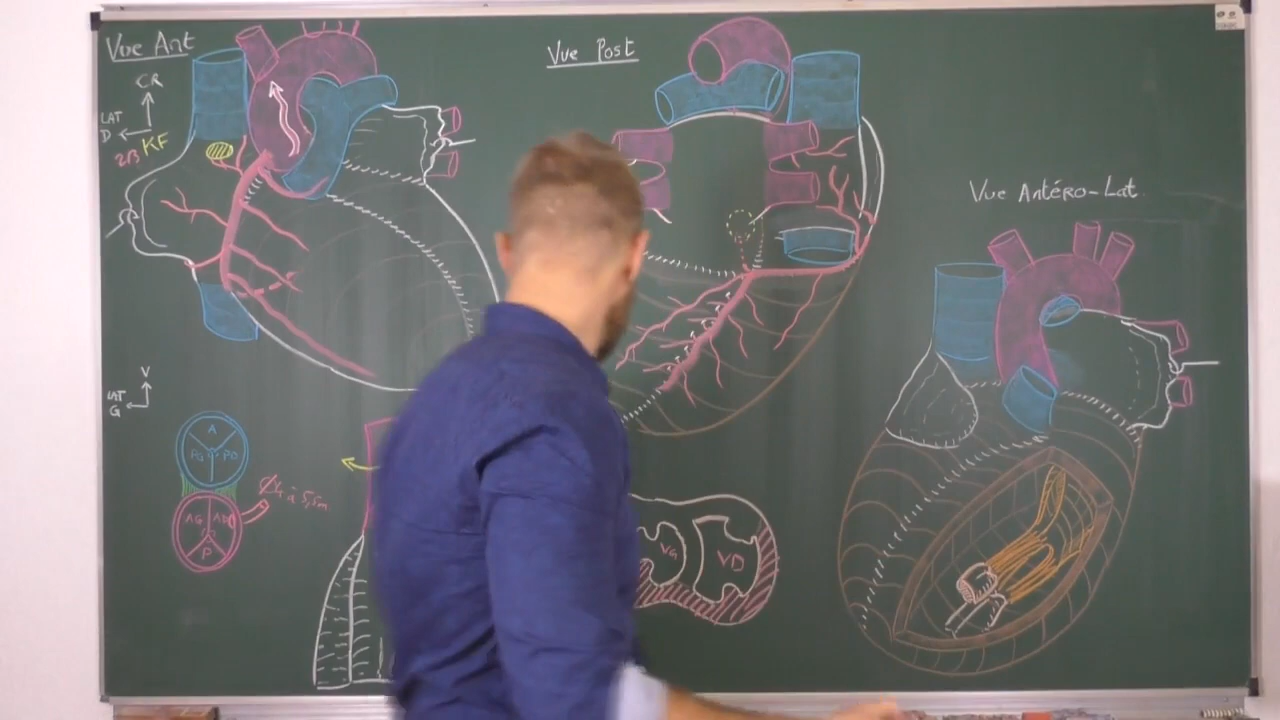 Vue Ant
CR
LAT
D
2/3 KF
Vue Post
Vue Antéro-Lat.
V
LAT
G
A
PG PD
AG AD
P
VG
VD